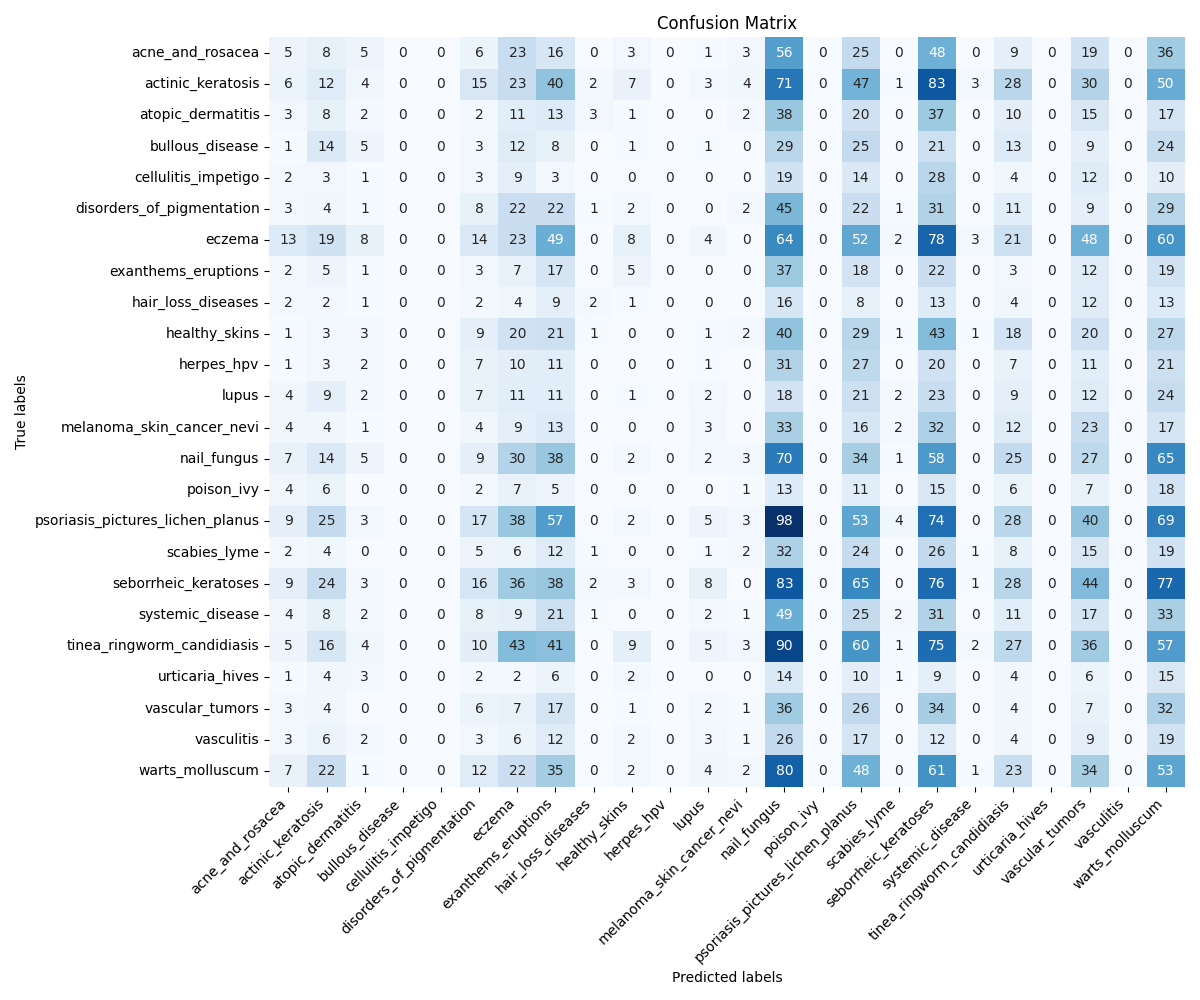 Confusion Matrix
acne_and_rosacea 5 8 5 0 0 6 23 16 0 3 0 1 3 56 0 25 0 48 0 9 0 19 0 36
actinic_keratosis 6 12 4 0 0 15 23 40 2 7 0 3 4 71 0 47 1 83 3 28 0 30 0 50
atopic_dermatitis 3 8 2 0 0 2 11 13 3 1 0 0 2 38 0 20 0 37 0 10 0 15 0 17
bullous_disease 1 14 5 0 0 3 12 8 0 1 0 1 0 29 0 25 0 21 0 13 0 9 0 24
cellulitis_impetigo 2 3 1 0 0 3 9 3 0 0 0 0 0 19 0 14 0 28 0 4 0 12 0 10
disorders_of_pigmentation 3 4 1 0 0 8 22 22 1 2 0 0 2 45 0 22 1 31 0 11 0 9 0 29
eczema 13 19 8 0 0 14 23 49 0 8 0 4 0 64 0 52 2 78 3 21 0 48 0 60
exanthems_eruptions 2 5 1 0 0 3 7 17 0 5 0 0 0 37 0 18 0 22 0 3 0 12 0 19
hair_loss_diseases 2 2 1 0 0 2 4 9 2 1 0 0 0 16 0 8 0 13 0 4 0 12 0 13
healthy_skins 1 3 3 0 0 9 20 21 1 0 0 1 2 40 0 29 1 43 1 18 0 20 0 27
herpes_hpv 1 3 2 0 0 7 10 11 0 0 0 1 0 31 0 27 0 20 0 7 0 11 0 21
lupus 4 9 2 0 0 7 11 11 0 1 0 2 0 18 0 21 2 23 0 9 0 12 0 24
melanoma_skin_cancer_nevi 4 4 1 0 0 4 9 13 0 0 0 3 0 33 0 16 2 32 0 12 0 23 0 17
nail_fungus 7 14 5 0 0 9 30 38 0 2 0 2 3 70 0 34 1 58 0 25 0 27 0 65
poison_ivy 4 6 0 0 0 2 7 5 0 0 0 0 1 13 0 11 0 15 0 6 0 7 0 18
psoriasis_pictures_lichen_planus 9 25 3 0 0 17 38 57 0 2 0 5 3 98 0 53 4 74 0 28 0 40 0 69
scabies_lyme 2 4 0 0 0 5 6 12 1 0 0 1 2 32 0 24 0 26 1 8 0 15 0 19
seborrheic_keratoses 9 24 3 0 0 16 36 38 2 3 0 8 0 83 0 65 0 76 1 28 0 44 0 77
systemic_disease 4 8 2 0 0 8 9 21 1 0 0 2 1 49 0 25 2 31 0 11 0 17 0 33
tinea_ringworm_candidiasis 5 16 4 0 0 10 43 41 0 9 0 5 3 90 0 60 1 75 2 27 0 36 0 57
urticaria_hives 1 4 3 0 0 2 2 6 0 2 0 0 0 14 0 10 1 9 0 4 0 6 0 15
vascular_tumors 3 4 0 0 0 6 7 17 0 1 0 2 1 36 0 26 0 34 0 4 0 7 0 32
vasculitis 3 6 2 0 0 3 6 12 0 2 0 3 1 26 0 17 0 12 0 4 0 9 0 19
warts_molluscum 7 22 1 0 0 12 22 35 0 2 0 4 2 80 0 48 0 61 1 23 0 34 0 53
True labels
acne_and_rosacea
actinic_keratosis
atopic_dermatitis
bullous_disease
cellulitis_impetigo
disorders_of_pigmentation
eczema
exanthems_eruptions
hair_loss_diseases
healthy_skins
herpes_hpv
lupus
melanoma_skin_cancer_nevi
nail_fungus
poison_ivy
psoriasis_pictures_lichen_planus
scabies_lyme
seborrheic_keratoses
systemic_disease
tinea_ringworm_candidiasis
urticaria_hives
vascular_tumors
vasculitis
warts_molluscum
Predicted labels